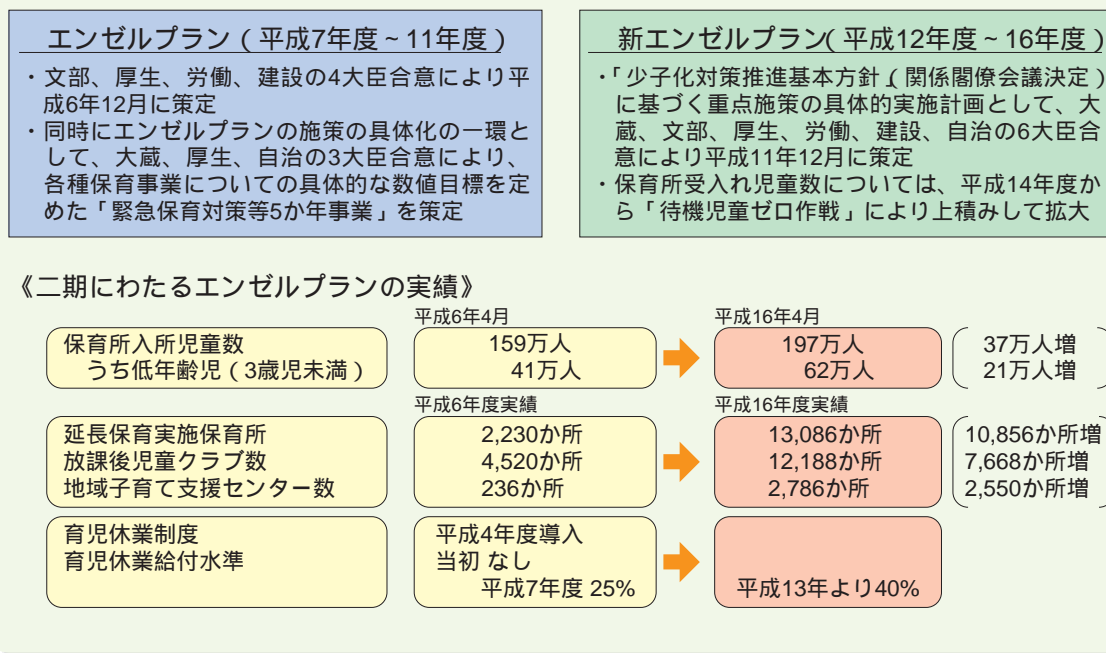 エンゼルプラン（平成7年度～11年度）
・文部、厚生、労働、建設の4大臣合意により平
成6年12月に策定
・同時にエンゼルプランの施策の具体化の一環と
して、大蔵、厚生、自治の3大臣合意により、
各種保育事業についての具体的な数値目標を定
めた「緊急保育対策等5か年事業」を策定
新エンゼルプラン（平成12年度～16年度）
・「少子化対策推進基本方針（関係閣僚会議決定）
に基づく重点施策の具体的実施計画として、大
蔵、文部、厚生、労働、建設、自治の6大臣合
意により平成11年12月に策定
・保育所受入れ児童数については、平成14年度か
ら「待機児童ゼロ作戦」により上積みして拡大
《二期にわたるエンゼルプランの実績》
平成6年4月 平成16年4月
保育所入所児童数 159万人 197万人 37万人増
うち低年齢児（3歳児未満） 41万人 62万人 21万人増
平成6年度実績 平成16年度実績
延長保育実施保育所 2,230か所 13,086か所 10,856か所増
放課後児童クラブ数 4,520か所 12,188か所 7,668か所増
地域子育て支援センター数 236か所 2,786か所 2,550か所増
育児休業制度 平成4年度導入
育児休業給付水準 当初 なし
平成7年度 25% 平成13年より40%